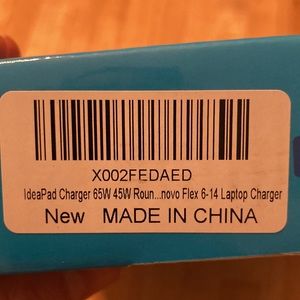 X002FEDAED
IdeaPad Charger 65W 45W Roun...novo Flex 6-14 Laptop Charger
New MADE IN CHINA